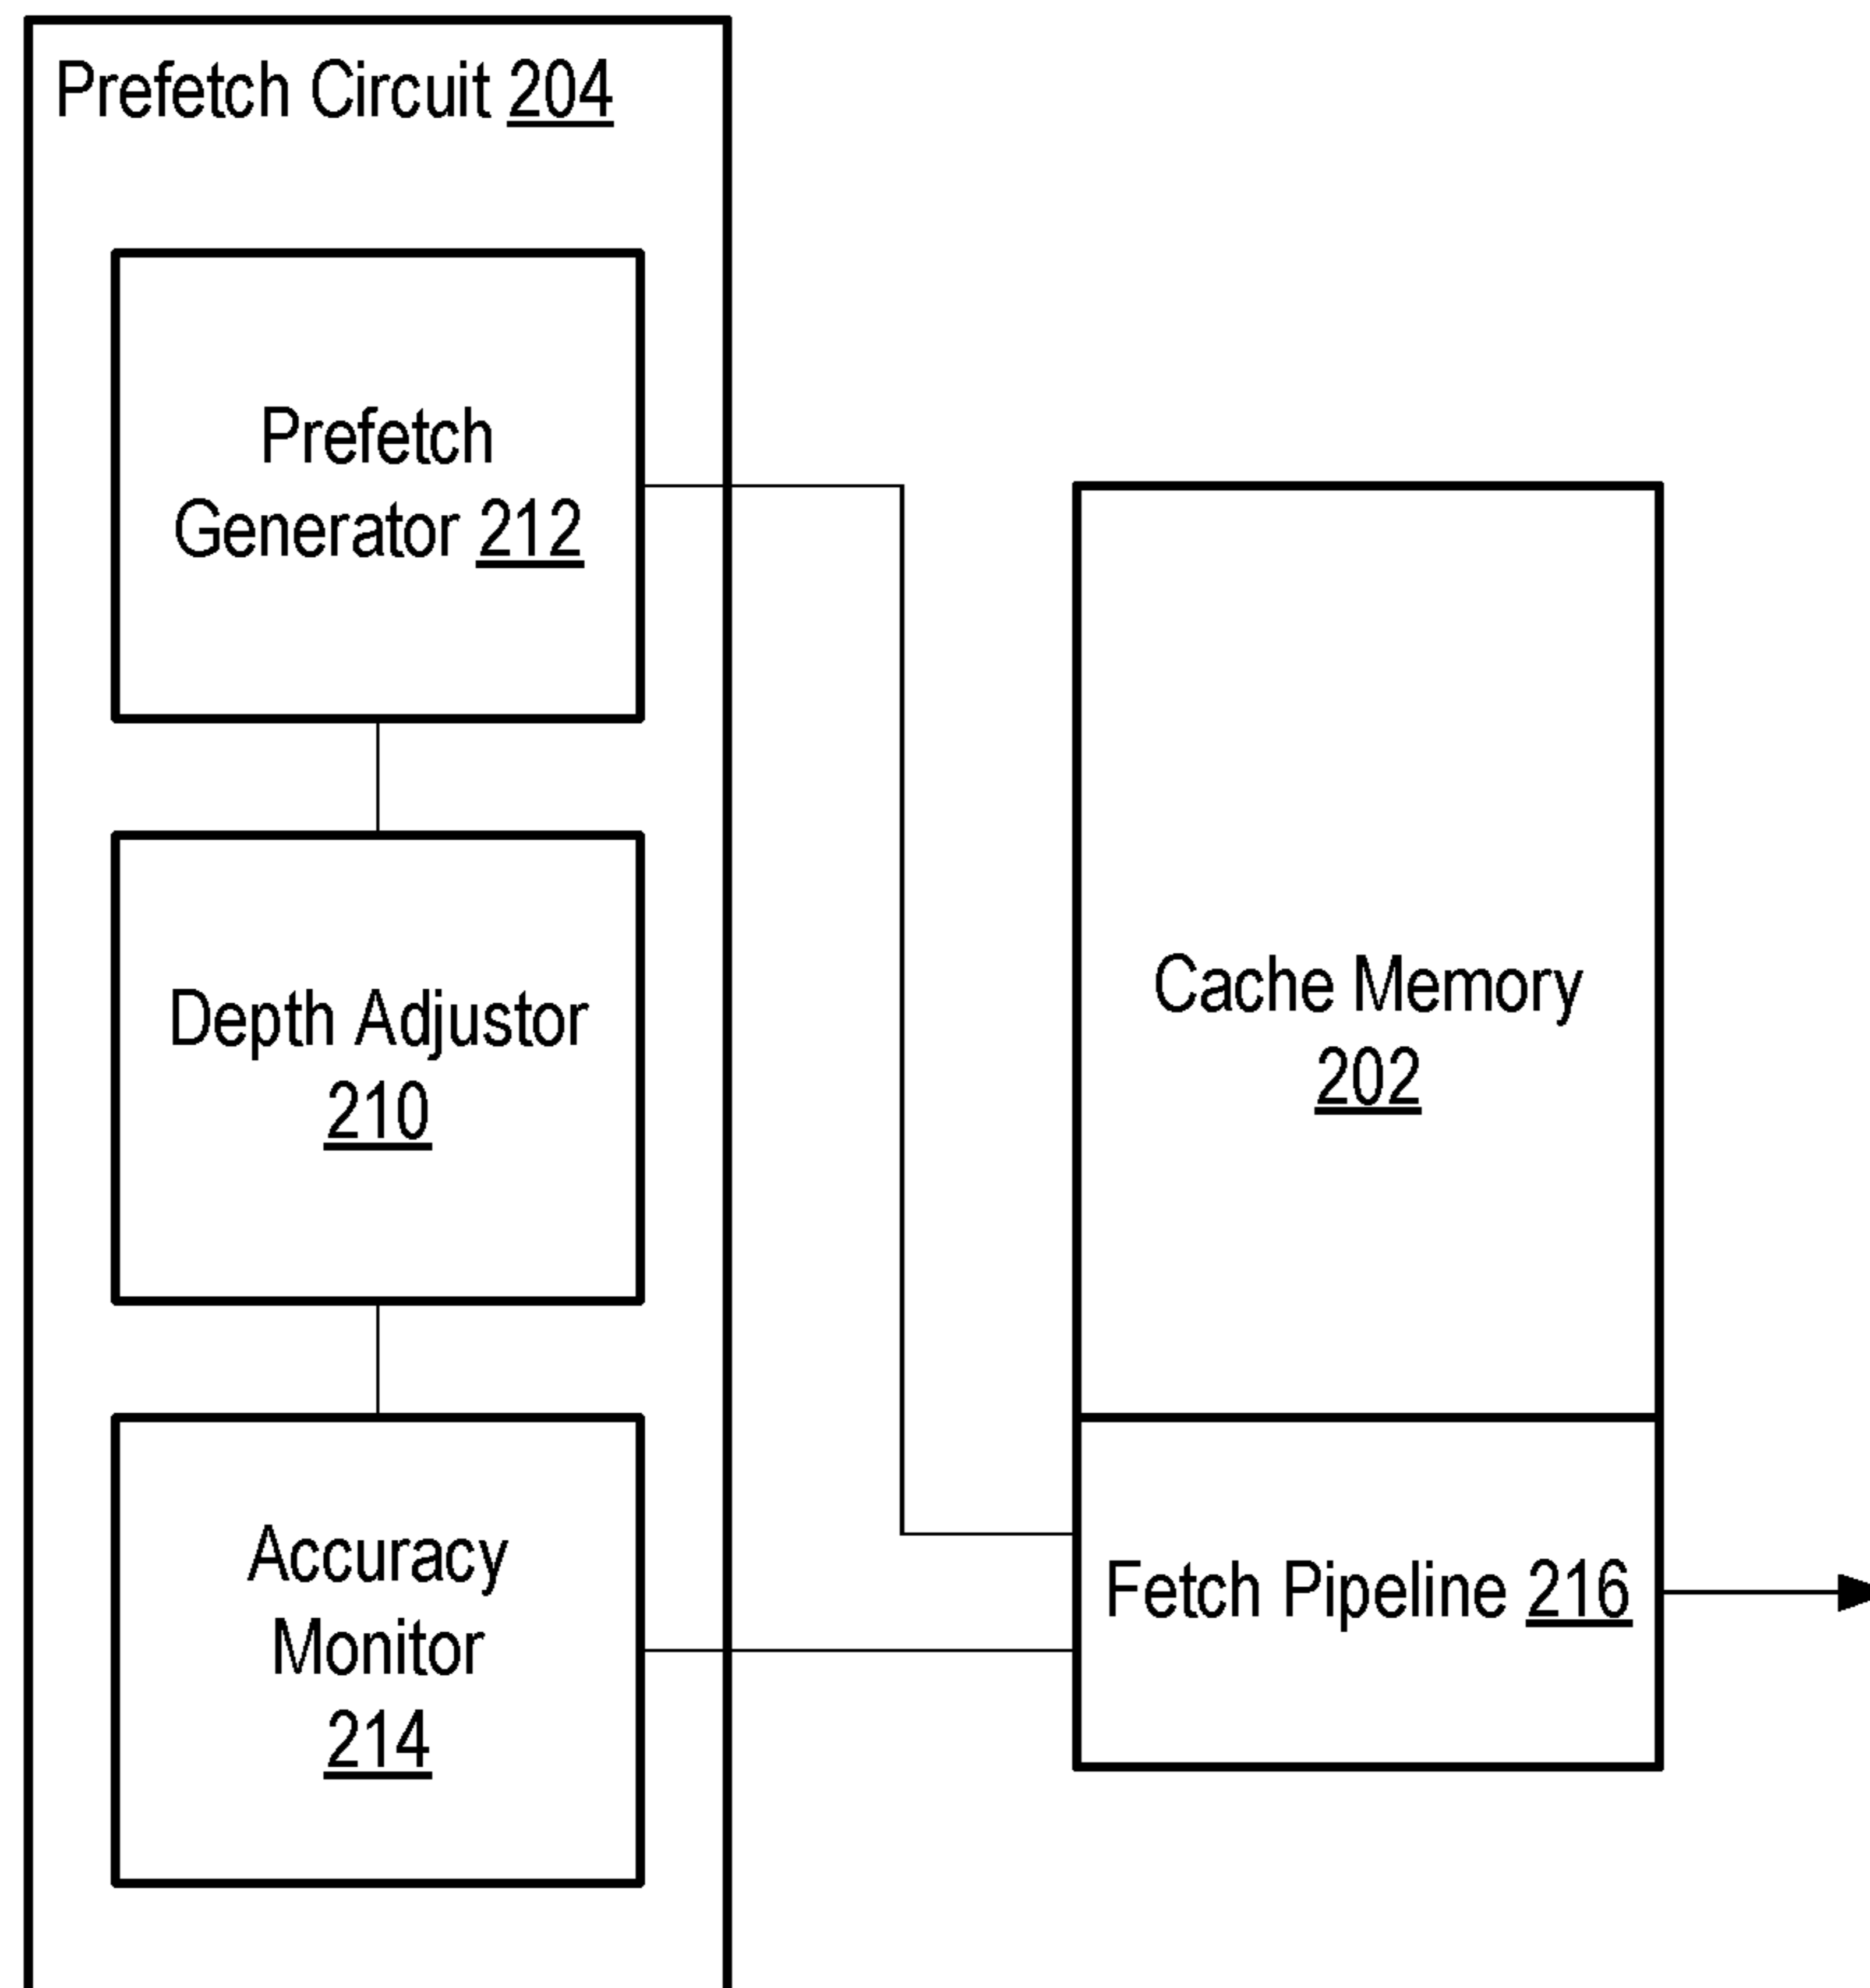 Prefetch Circuit 204
Prefetch
Generator 212
Depth Adjustor
210
Accuracy
Monitor
214
Cache Memory
202
Fetch Pipeline 216